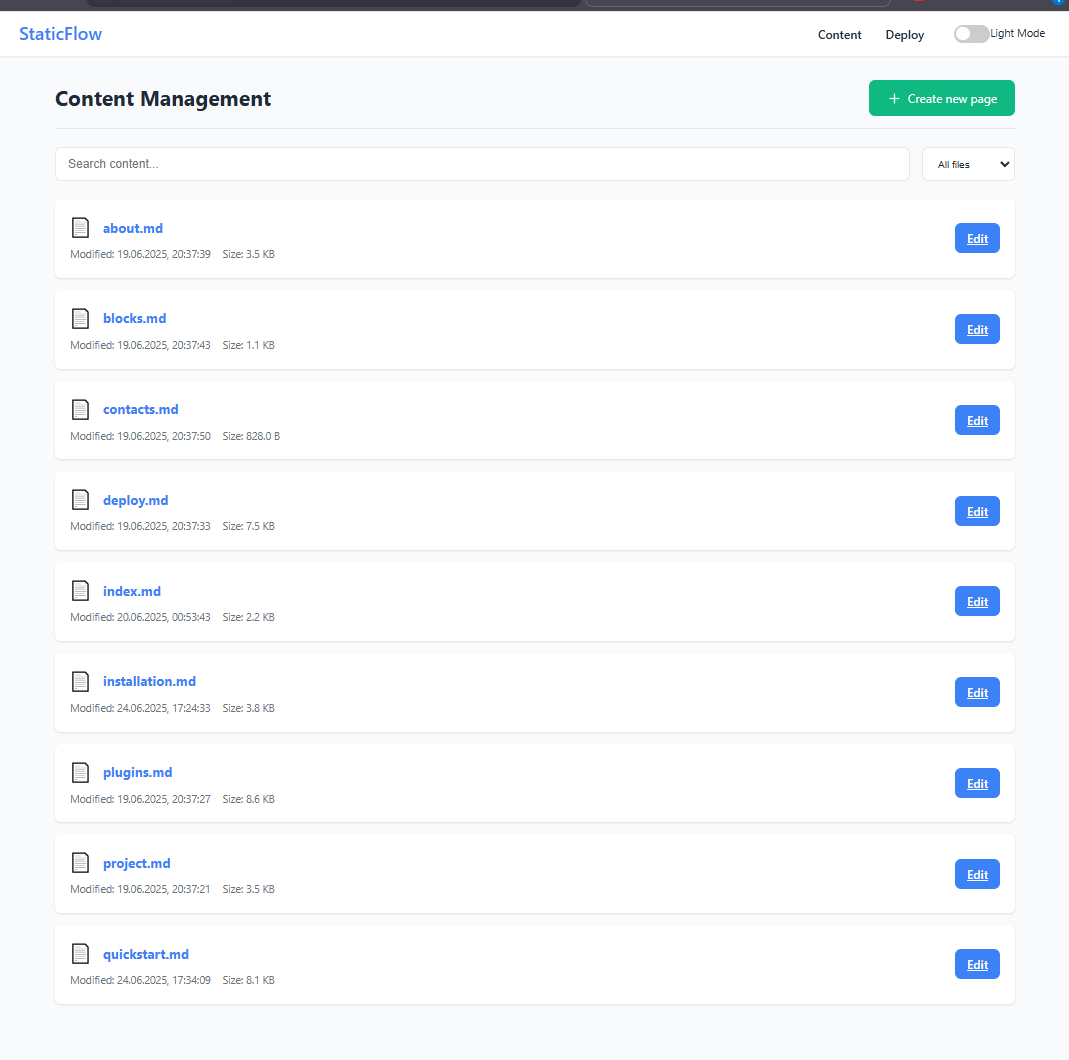 StaticFlow
Content Deploy Light Mode
Content Management
+ Create new page
Search content...
All files
about.md
Modified: 19.06.2025, 20:37:39 Size: 3.5 KB
Edit
blocks.md
Modified: 19.06.2025, 20:37:43 Size: 1.1 KB
Edit
contacts.md
Modified: 19.06.2025, 20:37:50 Size: 828.0 B
Edit
deploy.md
Modified: 19.06.2025, 20:37:33 Size: 7.5 KB
Edit
index.md
Modified: 20.06.2025, 00:53:43 Size: 2.2 KB
Edit
installation.md
Modified: 24.06.2025, 17:24:33 Size: 3.8 KB
Edit
plugins.md
Modified: 19.06.2025, 20:37:27 Size: 8.6 KB
Edit
project.md
Modified: 19.06.2025, 20:37:21 Size: 3.5 KB
Edit
quickstart.md
Modified: 24.06.2025, 17:34:09 Size: 8.1 KB
Edit